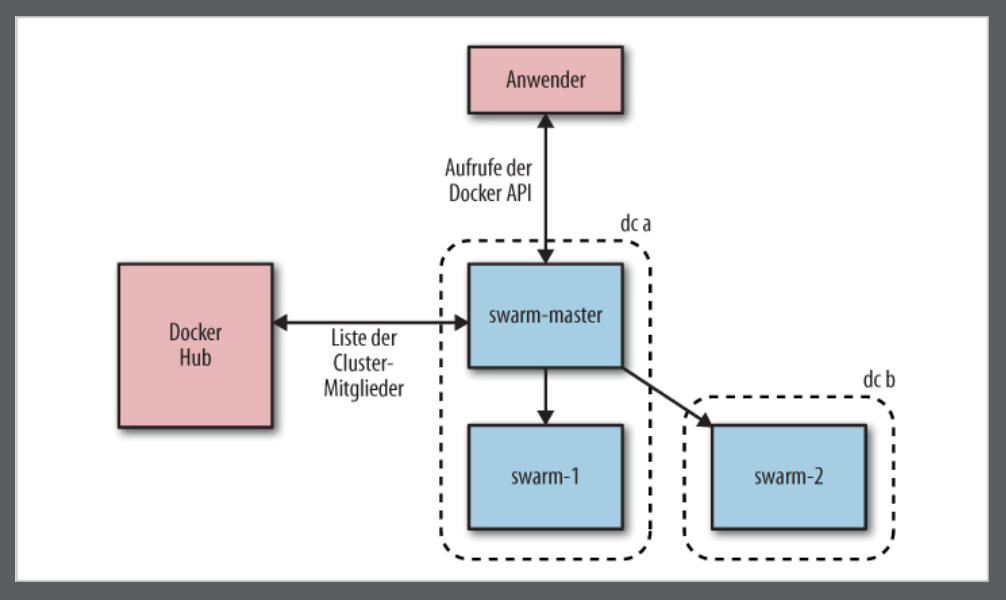 Anwender
Aufrufe der
Docker API
dc a
swarm-master
Docker
Hub
Liste der
Cluster-
Mitglieder
dc b
swarm-1
swarm-2